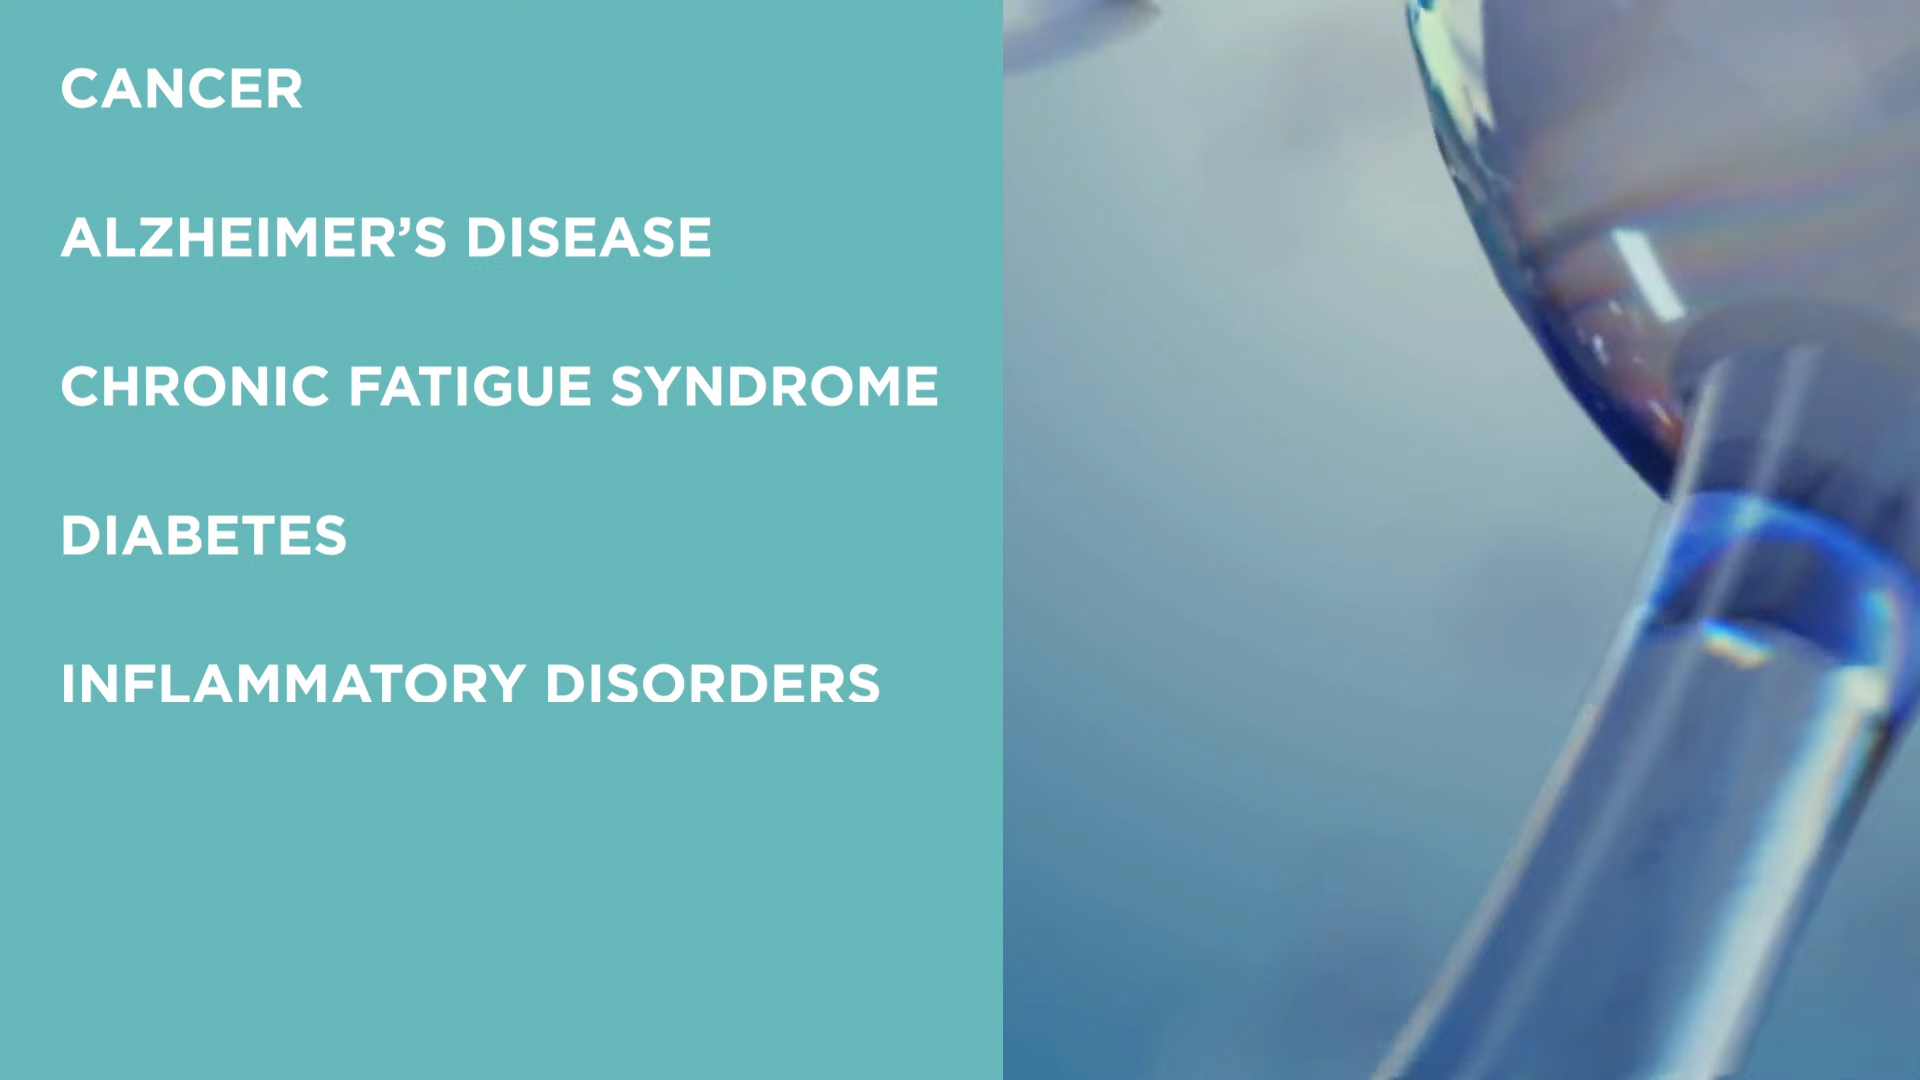 CANCER
ALZHEIMER’S DISEASE
CHRONIC FATIGUE SYNDROME
DIABETES
INFLAMMATORY DISORDERS